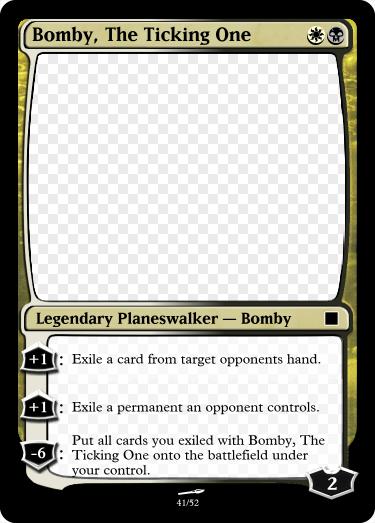 Bomby, The Ticking One
Legendary Planeswalker — Bomby
+1: Exile a card from target opponents hand.
+1: Exile a permanent an opponent controls.
-6: Put all cards you exiled with Bomby, The
Ticking One onto the battlefield under
your control.
2
41/52